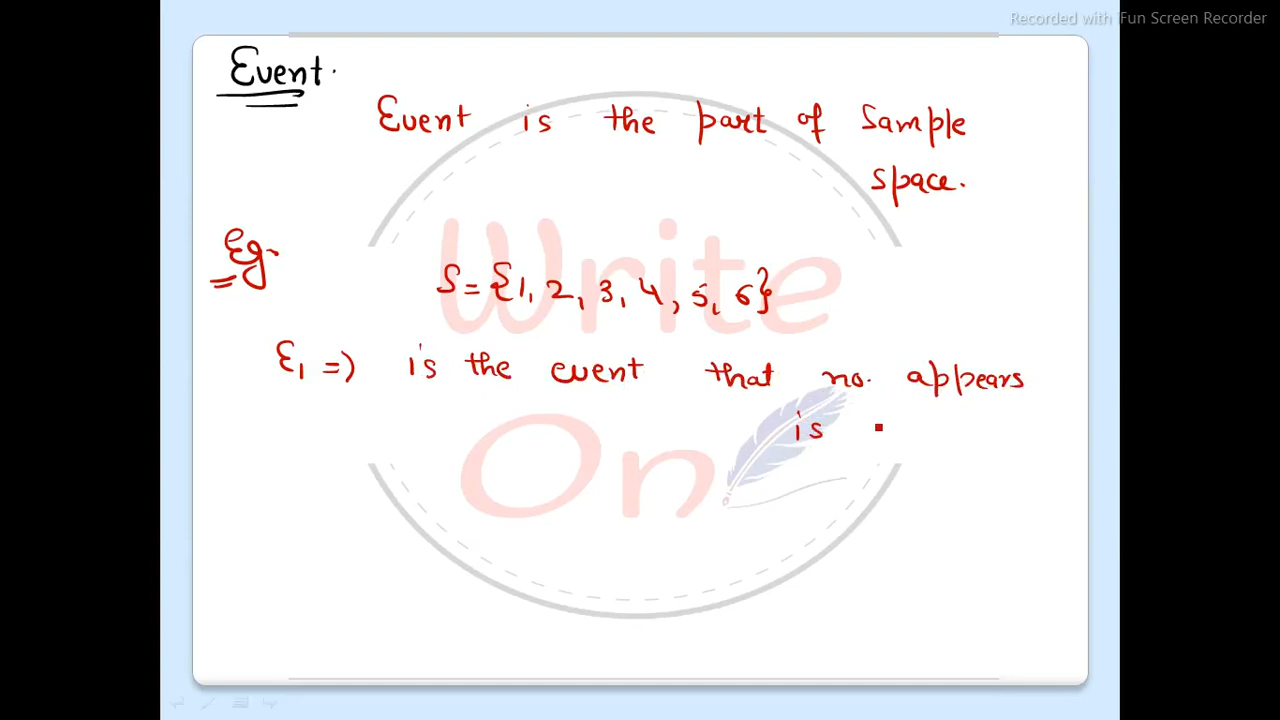 Recorded with iFun Screen Recorder
Event.
Event is the part of sample
space.
Eg.
S = {1, 2, 3, 4, 5, 6}
E1 => is the event that no. appears
is
Write
On